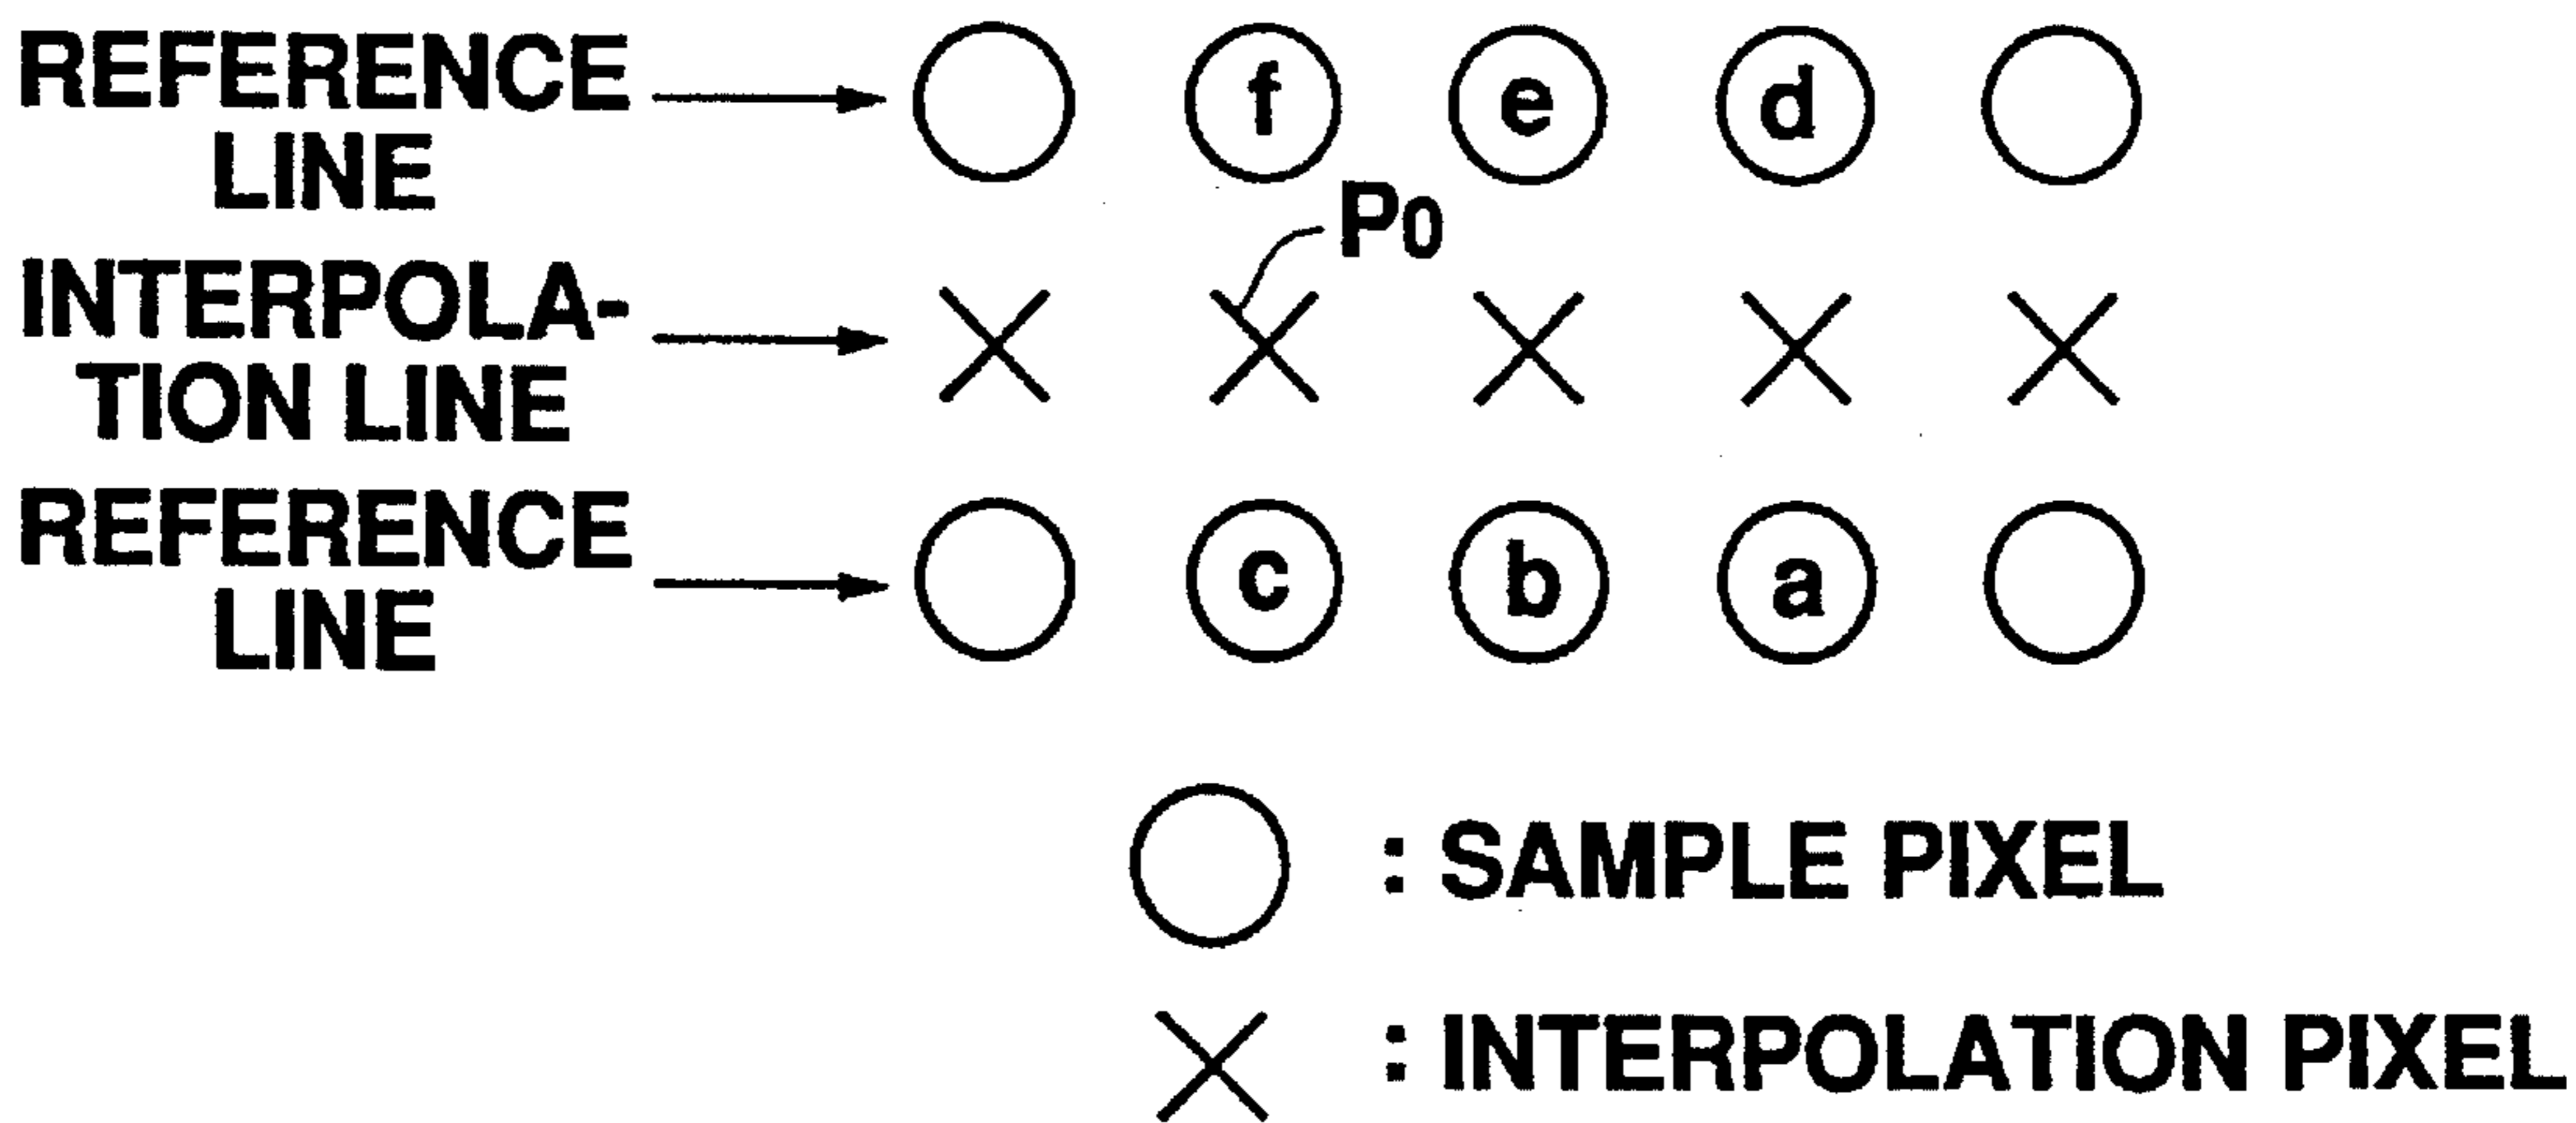 REFERENCE
LINE
f e d
P0
INTERPOLA-
TION LINE
REFERENCE
LINE
c b a
: SAMPLE PIXEL
: INTERPOLATION PIXEL